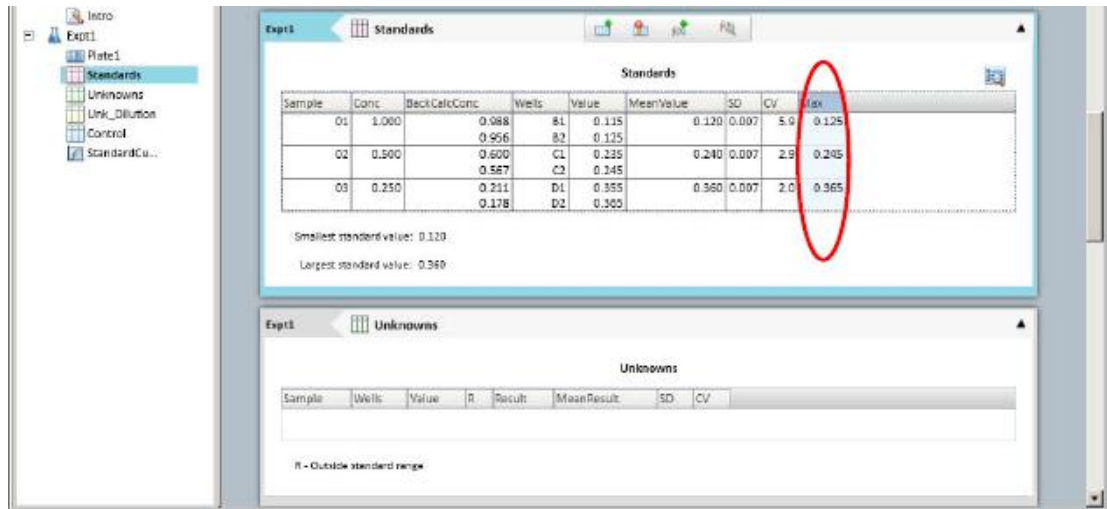 Intro
Expt1
Plate1
Standards
Unknowns
Unk_Dilution
Control
StandardCu...
Expt1 Standards
Standards
Sample Conc BackCalcConc Wells Value MeanValue SD CV Max
01 1.000 0.988 B1 0.115 0.120 0.007 5.9 0.125
0.956 B2 0.125
02 0.500 0.600 C1 0.235 0.240 0.007 2.9 0.245
0.567 C2 0.245
03 0.250 0.211 D1 0.355 0.360 0.007 2.0 0.365
0.178 D2 0.365
Smallest standard value: 0.120
Largest standard value: 0.360
Expt1 Unknowns
Unknowns
Sample Wells Value R Result MeanResult SD CV
R - Outside standard range